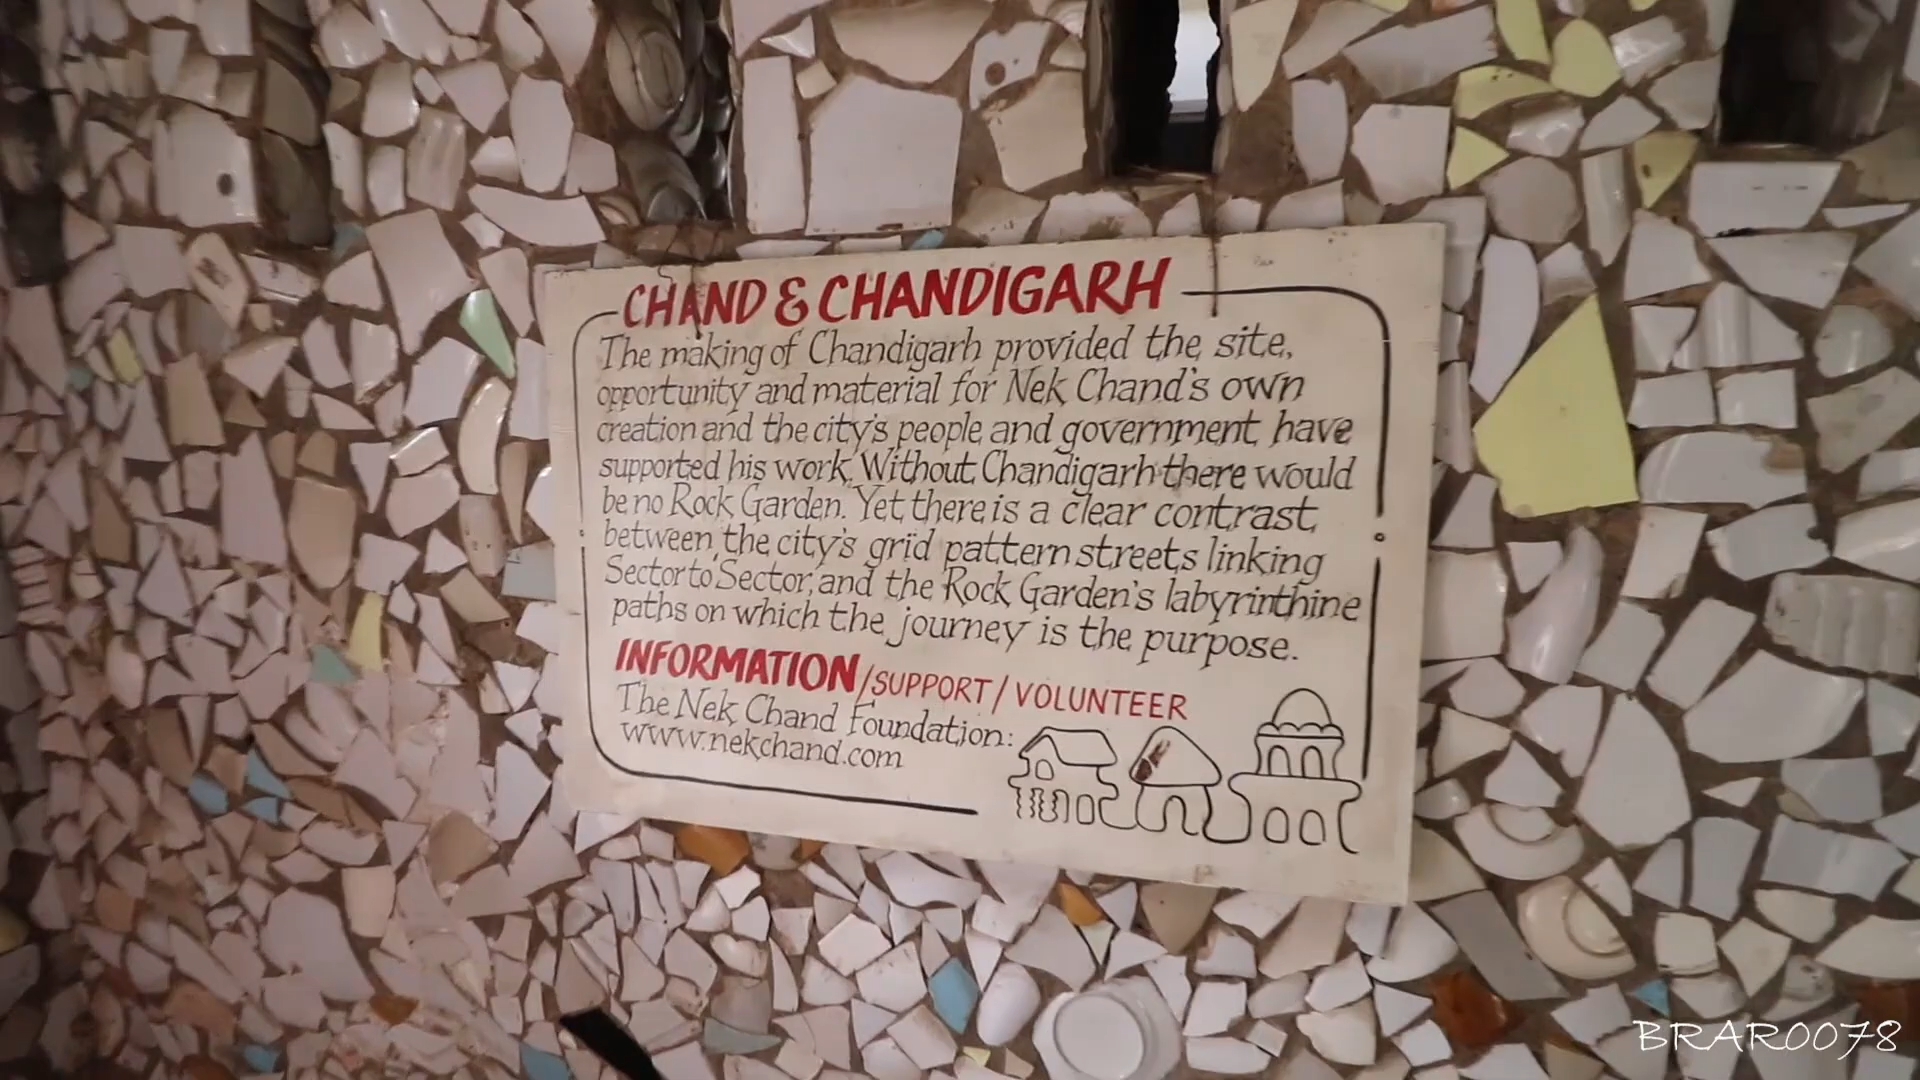 CHAND & CHANDIGARH
The making of Chandigarh provided the site,
opportunity and material for Nek Chand's own
creation and the city's people and government have
supported his work. Without Chandigarh there would
be no Rock Garden. Yet there is a clear contrast
between the city's grid pattern streets linking
Sector to Sector, and the Rock Garden's labyrinthine
paths on which the journey is the purpose.
INFORMATION/SUPPORT/VOLUNTEER
The Nek Chand Foundation:
www.nekchand.com
BRAR0078